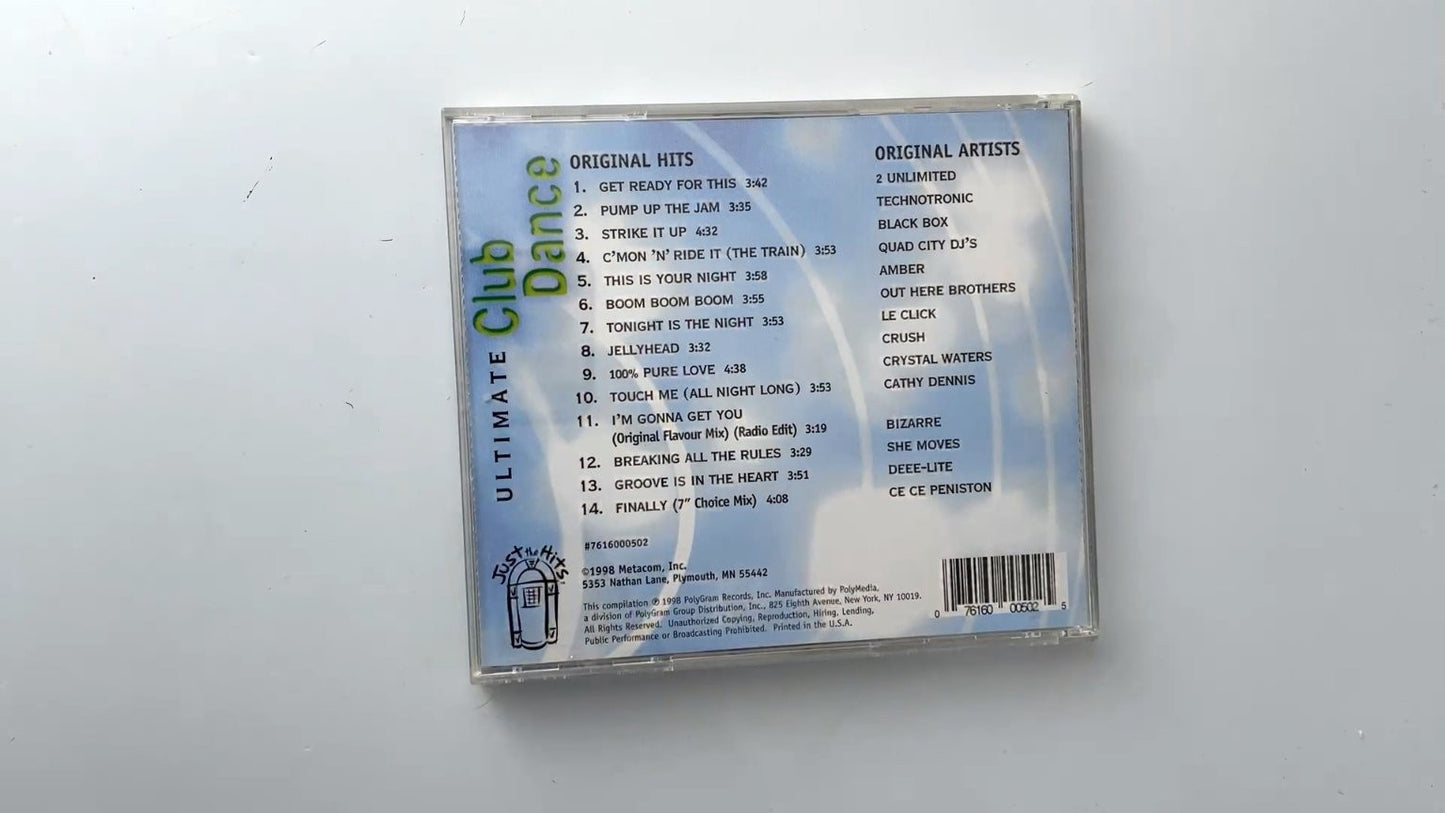 ULTIMATE Club Dance
ORIGINAL HITS
1. GET READY FOR THIS 3:42
2. PUMP UP THE JAM 3:35
3. STRIKE IT UP 4:32
4. C'MON 'N' RIDE IT (THE TRAIN) 3:53
5. THIS IS YOUR NIGHT 3:58
6. BOOM BOOM BOOM 3:55
7. TONIGHT IS THE NIGHT 3:53
8. JELLYHEAD 3:32
9. 100% PURE LOVE 4:38
10. TOUCH ME (ALL NIGHT LONG) 3:53
11. I'M GONNA GET YOU
(Original Flavour Mix) (Radio Edit) 3:19
12. BREAKING ALL THE RULES 3:29
13. GROOVE IS IN THE HEART 3:51
14. FINALLY (7" Choice Mix) 4:08
ORIGINAL ARTISTS
2 UNLIMITED
TECHNOTRONIC
BLACK BOX
QUAD CITY DJ'S
AMBER
OUT HERE BROTHERS
LE CLICK
CRUSH
CRYSTAL WATERS
CATHY DENNIS
BIZARRE
SHE MOVES
DEEE-LITE
CE CE PENISTON
Just the Hits
#7616000502
©1998 Metacom, Inc.
5353 Nathan Lane, Plymouth, MN 55442
This compilation ℗ 1998 PolyGram Records, Inc. Manufactured by PolyMedia,
a division of PolyGram Group Distribution, Inc., 825 Eighth Avenue, New York, NY 10019.
All Rights Reserved. Unauthorized Copying, Reproduction, Hiring, Lending,
Public Performance or Broadcasting Prohibited. Printed in the U.S.A.
0 76160 00502 5